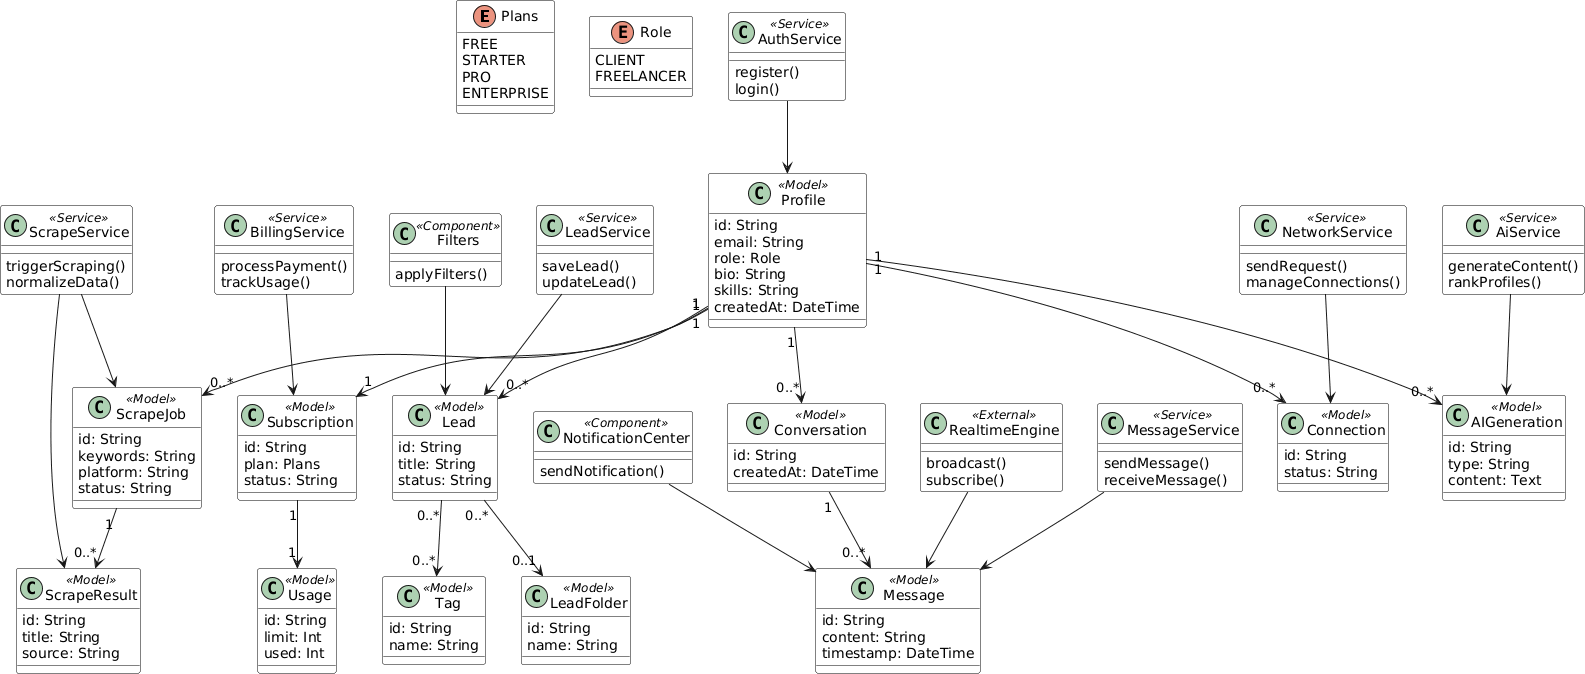 E Plans
FREE
STARTER
PRO
ENTERPRISE
E Role
CLIENT
FREELANCER
C «Service»
AuthService
register()
login()
C «Model»
Profile
id: String
email: String
role: Role
bio: String
skills: String
createdAt: DateTime
C «Service»
ScrapeService
triggerScraping()
normalizeData()
C «Service»
BillingService
processPayment()
trackUsage()
C «Component»
Filters
applyFilters()
C «Service»
LeadService
saveLead()
updateLead()
C «Service»
NetworkService
sendRequest()
manageConnections()
C «Service»
AiService
generateContent()
rankProfiles()
1
1
1
1
1
1
0..*
1
0..*
0..*
0..*
0..*
C «Model»
ScrapeJob
id: String
keywords: String
platform: String
status: String
C «Model»
Subscription
id: String
plan: Plans
status: String
C «Model»
Lead
id: String
title: String
status: String
C «Component»
NotificationCenter
sendNotification()
C «Model»
Conversation
id: String
createdAt: DateTime
C «External»
RealtimeEngine
broadcast()
subscribe()
C «Service»
MessageService
sendMessage()
receiveMessage()
C «Model»
Connection
id: String
status: String
C «Model»
AIGeneration
id: String
type: String
content: Text
1
0..*
1
1
0..*
0..*
0..*
0..1
1
0..*
C «Model»
ScrapeResult
id: String
title: String
source: String
C «Model»
Usage
id: String
limit: Int
used: Int
C «Model»
Tag
id: String
name: String
C «Model»
LeadFolder
id: String
name: String
C «Model»
Message
id: String
content: String
timestamp: DateTime